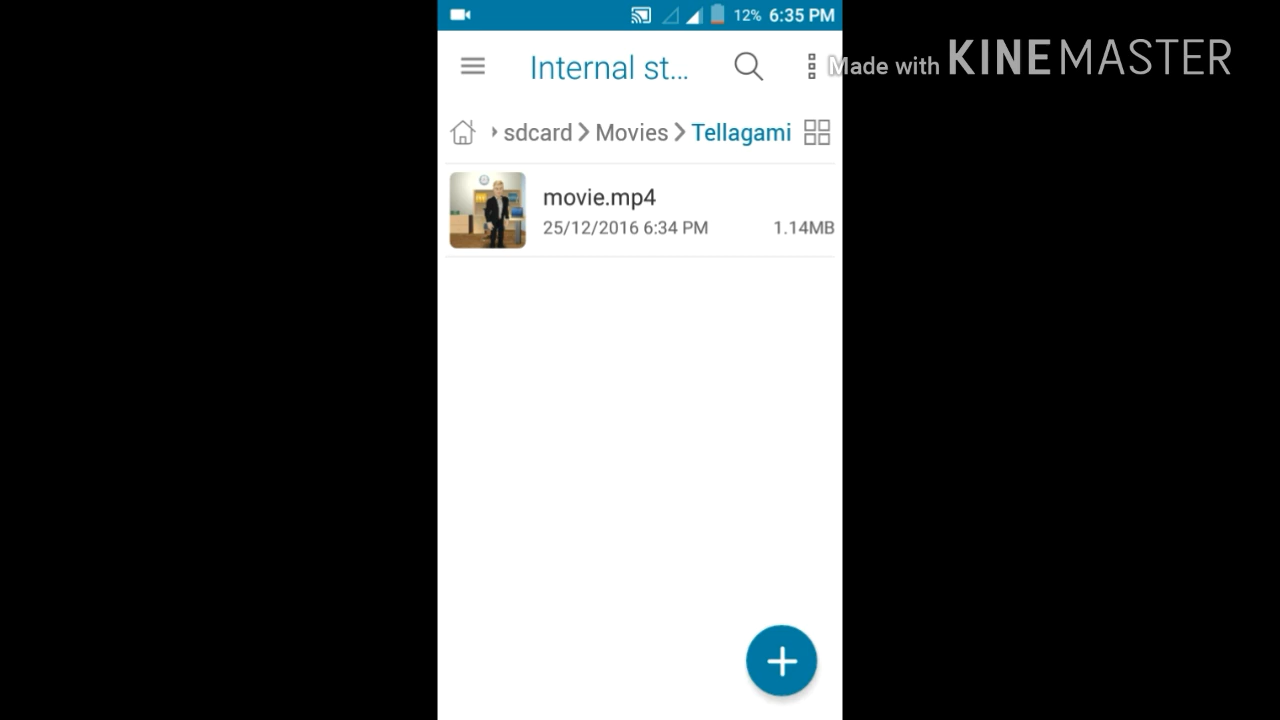 12% 6:35 PM
Internal st...
Made with KINEMASTER
sdcard Movies Tellagami
movie.mp4
25/12/2016 6:34 PM 1.14MB